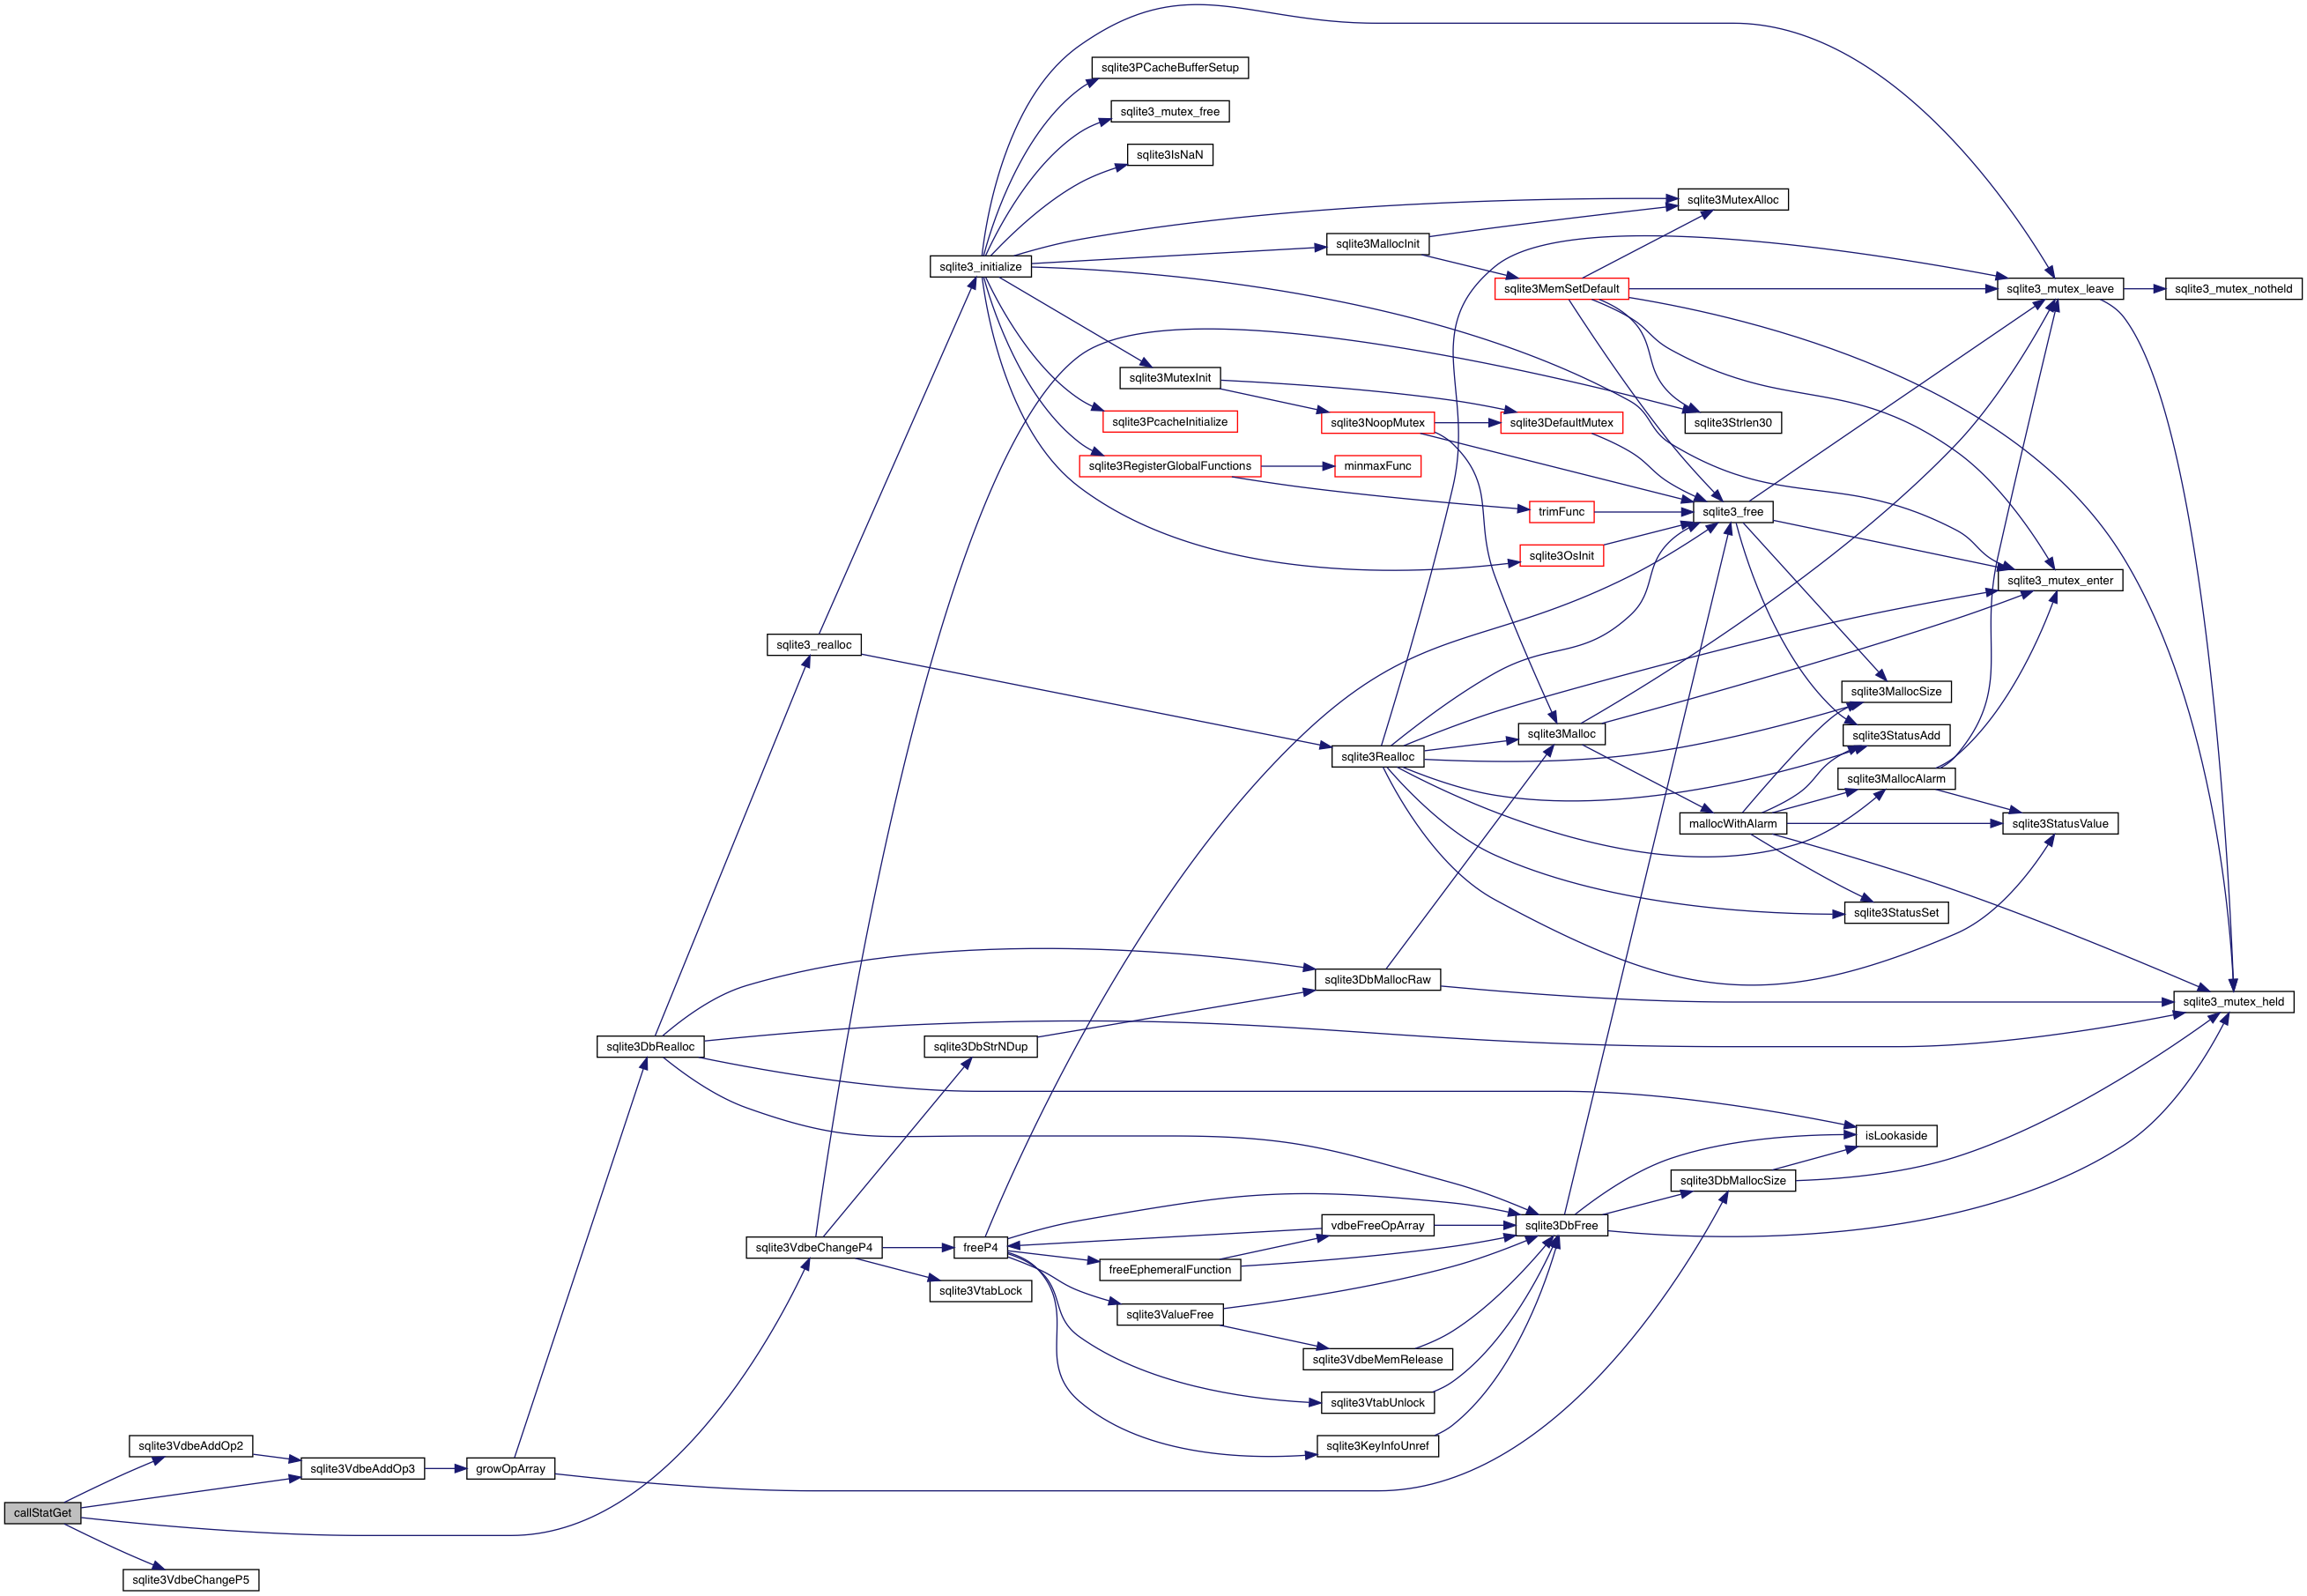 sqlite3PCacheBufferSetup
sqlite3_mutex_free
sqlite3IsNaN
sqlite3MutexAlloc
sqlite3MallocInit
sqlite3_initialize
sqlite3MemSetDefault
sqlite3_mutex_leave
sqlite3_mutex_notheld
sqlite3MutexInit
sqlite3PcacheInitialize
sqlite3NoopMutex
sqlite3DefaultMutex
sqlite3Strlen30
sqlite3RegisterGlobalFunctions
minmaxFunc
trimFunc
sqlite3_free
sqlite3OsInit
sqlite3_mutex_enter
sqlite3_realloc
sqlite3MallocSize
sqlite3Malloc
sqlite3StatusAdd
sqlite3Realloc
sqlite3MallocAlarm
mallocWithAlarm
sqlite3StatusValue
sqlite3StatusSet
sqlite3DbMallocRaw
sqlite3_mutex_held
sqlite3DbRealloc
sqlite3DbStrNDup
isLookaside
sqlite3DbMallocSize
vdbeFreeOpArray
sqlite3DbFree
sqlite3VdbeChangeP4
freeP4
freeEphemeralFunction
sqlite3VtabLock
sqlite3ValueFree
sqlite3VdbeMemRelease
sqlite3VtabUnlock
sqlite3KeyInfoUnref
sqlite3VdbeAddOp2
sqlite3VdbeAddOp3
growOpArray
callStatGet
sqlite3VdbeChangeP5